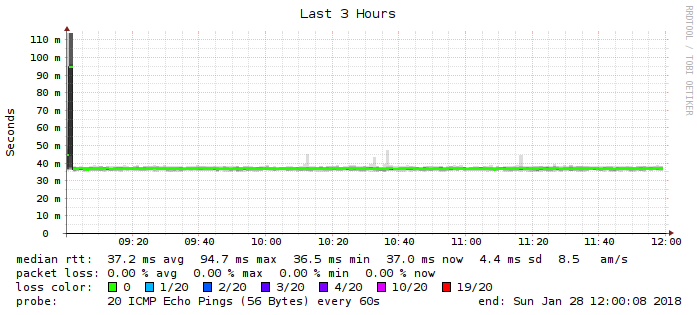 Last 3 Hours
RRDTOOL / TOBI OETIKER
Seconds
110 m
100 m
90 m
80 m
70 m
60 m
50 m
40 m
30 m
20 m
10 m
0
09:20 09:40 10:00 10:20 10:40 11:00 11:20 11:40 12:00
median rtt: 37.2 ms avg 94.7 ms max 36.5 ms min 37.0 ms now 4.4 ms sd 8.5 am/s
packet loss: 0.00 % avg 0.00 % max 0.00 % min 0.00 % now
loss color: 0 1/20 2/20 3/20 4/20 10/20 19/20
probe: 20 ICMP Echo Pings (56 Bytes) every 60s end: Sun Jan 28 12:00:08 2018